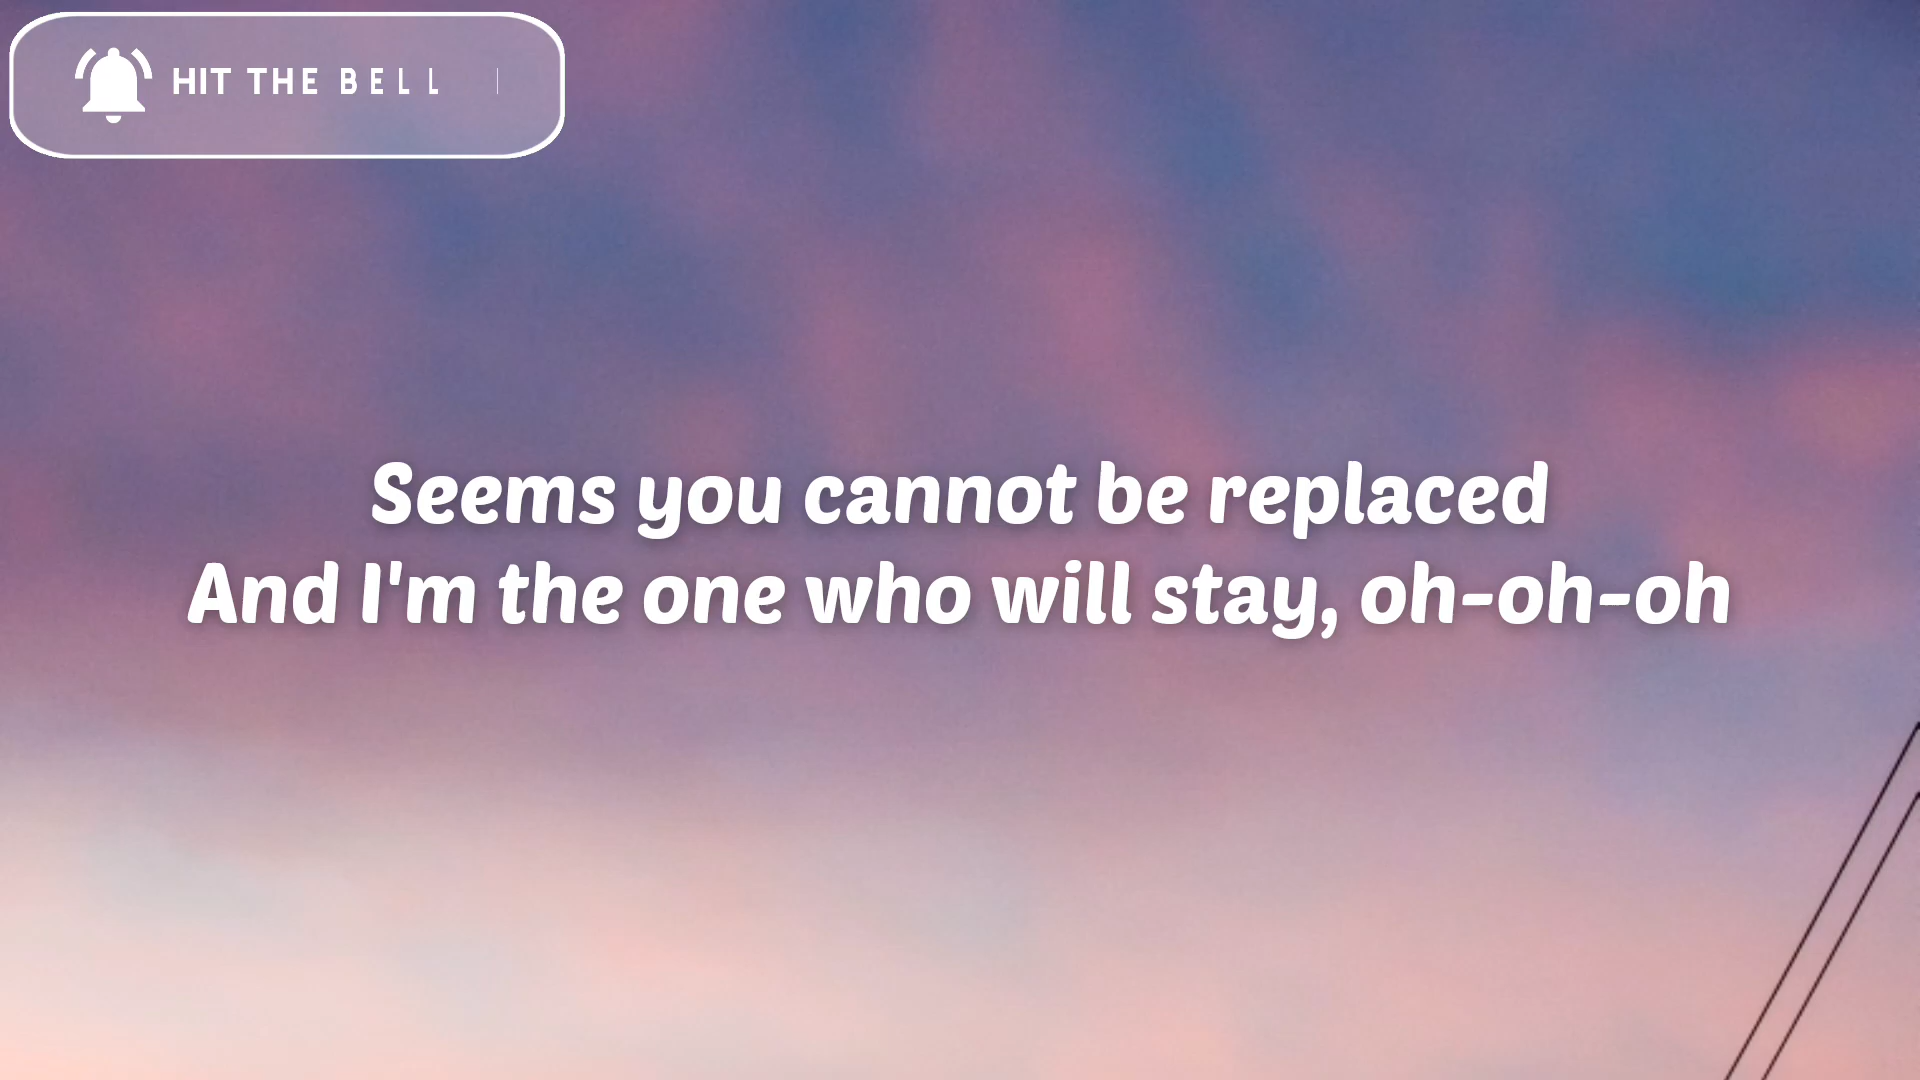 HIT THE BELL
Seems you cannot be replaced
And I'm the one who will stay, oh-oh-oh